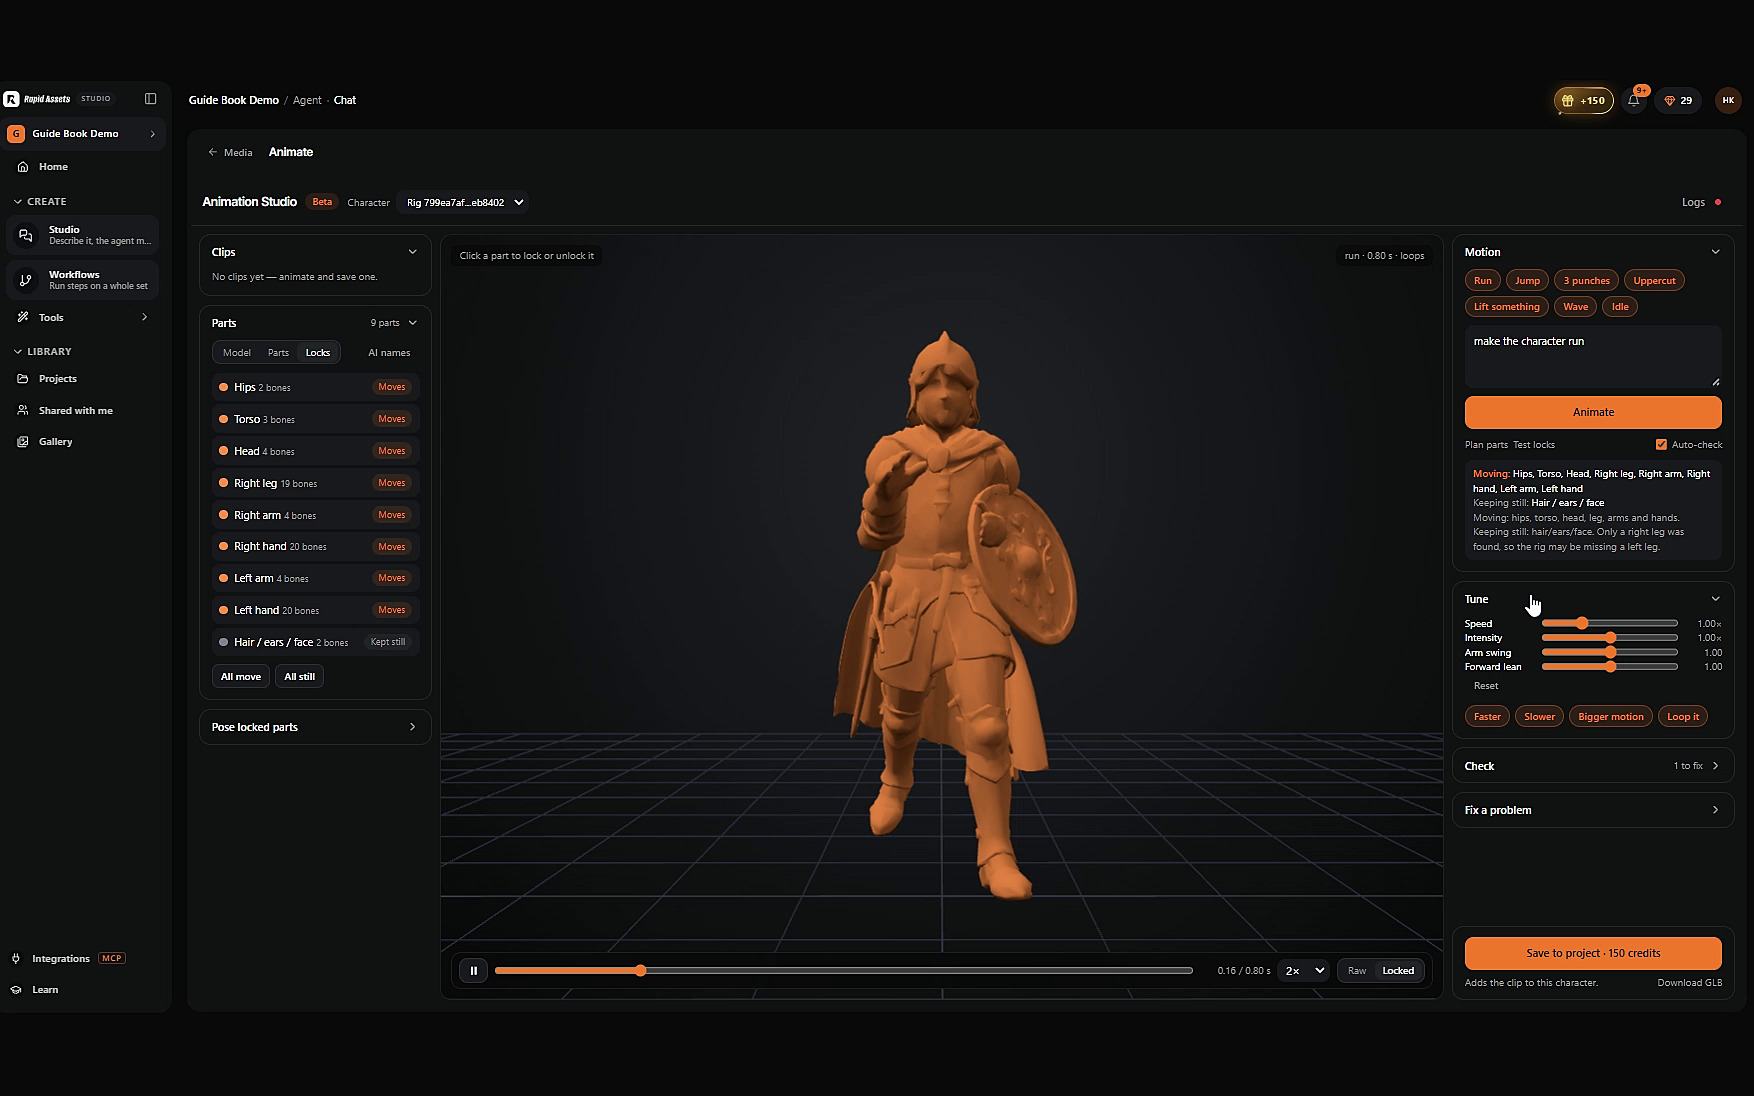 Rapid Assets STUDIO
Guide Book Demo / Agent · Chat
+150
9+
29
HK
G Guide Book Demo
Home
CREATE
Studio
Describe it, the agent m...
Workflows
Run steps on a whole set
Tools
LIBRARY
Projects
Shared with me
Gallery
Integrations MCP
Learn
← Media Animate
Animation Studio Beta Character Rig 799ea7af...eb8402
Logs
Clips
No clips yet — animate and save one.
Parts 9 parts
Model Parts Locks AI names
Hips 2 bones Moves
Torso 3 bones Moves
Head 4 bones Moves
Right leg 19 bones Moves
Right arm 4 bones Moves
Right hand 20 bones Moves
Left arm 4 bones Moves
Left hand 20 bones Moves
Hair / ears / face 2 bones Kept still
All move All still
Pose locked parts
Click a part to lock or unlock it
run · 0.80 s · loops
0.16 / 0.80 s 2× Raw Locked
Motion
Run Jump 3 punches Uppercut
Lift something Wave Idle
make the character run
Animate
Plan parts Test locks Auto-check
Moving: Hips, Torso, Head, Right leg, Right arm, Right
hand, Left arm, Left hand
Keeping still: Hair / ears / face
Moving: hips, torso, head, leg, arms and hands.
Keeping still: hair/ears/face. Only a right leg was
found, so the rig may be missing a left leg.
Tune
Speed 1.00×
Intensity 1.00×
Arm swing 1.00
Forward lean 1.00
Reset
Faster Slower Bigger motion Loop it
Check 1 to fix
Fix a problem
Save to project · 150 credits
Adds the clip to this character. Download GLB